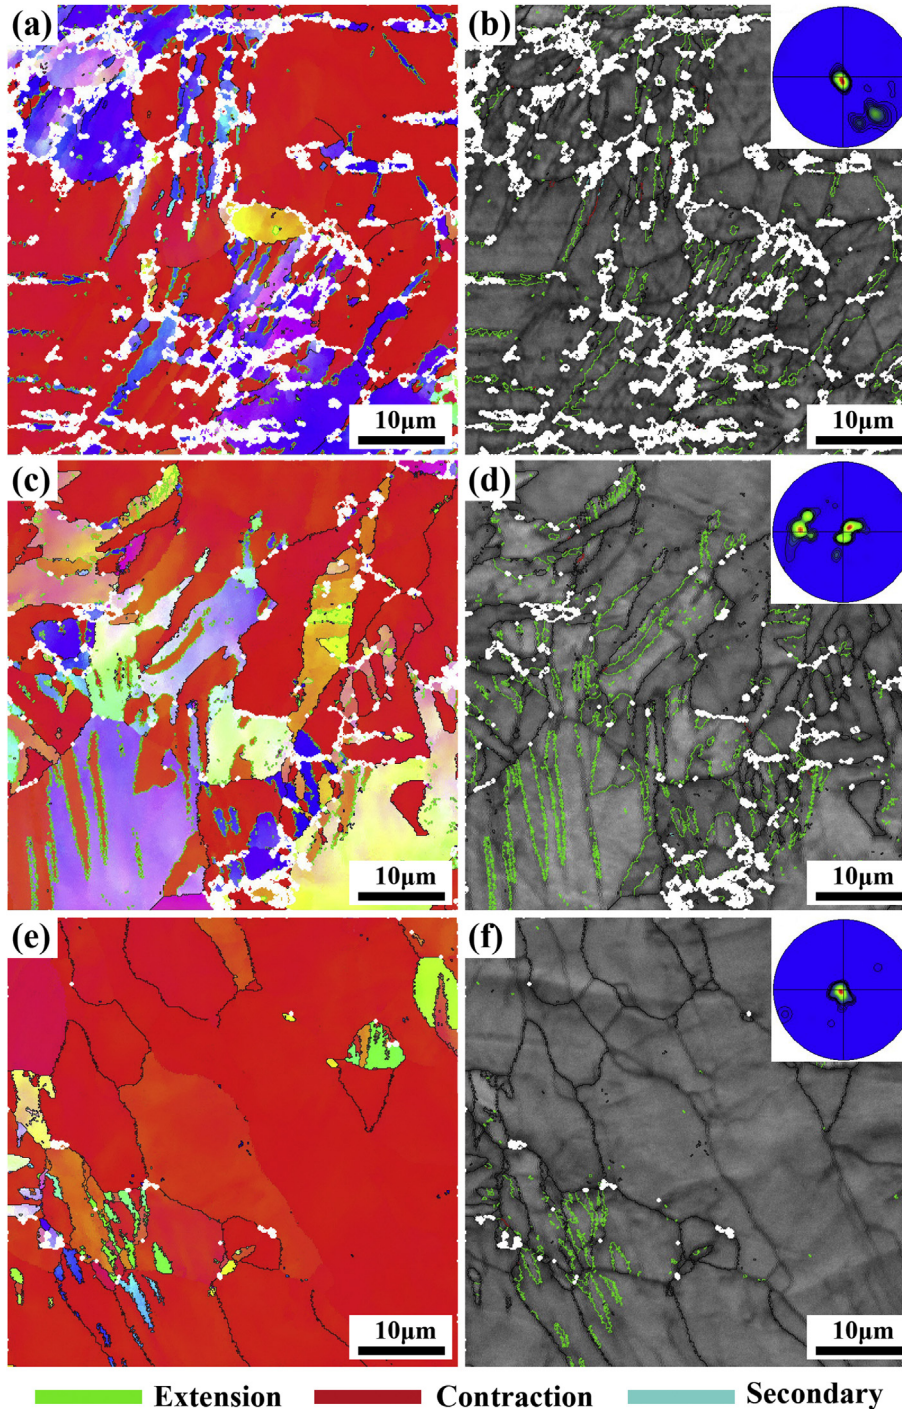 (a) (b)
10μm 10μm
(c) (d)
10μm 10μm
(e) (f)
10μm 10μm
Extension Contraction Secondary